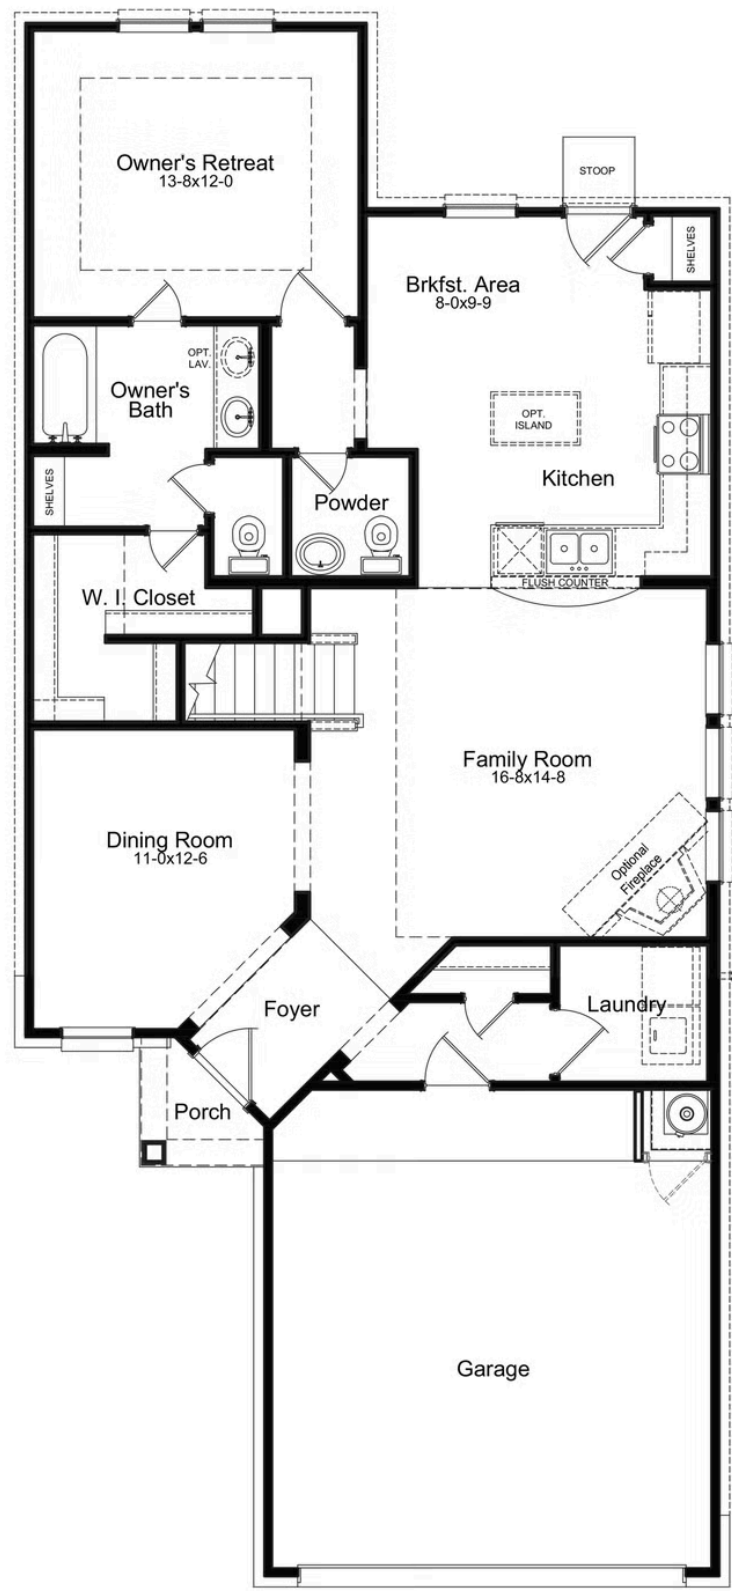 Owner's Retreat
13-8x12-0
STOOP
SHELVES
Brkfst. Area
8-0x9-9
OPT.
LAV.
Owner's
Bath
OPT.
ISLAND
SHELVES
Kitchen
Powder
FLUSH COUNTER
W. I. Closet
Family Room
16-8x14-8
Dining Room
11-0x12-6
Optional
Fireplace
Foyer
Laundry
Porch
Garage